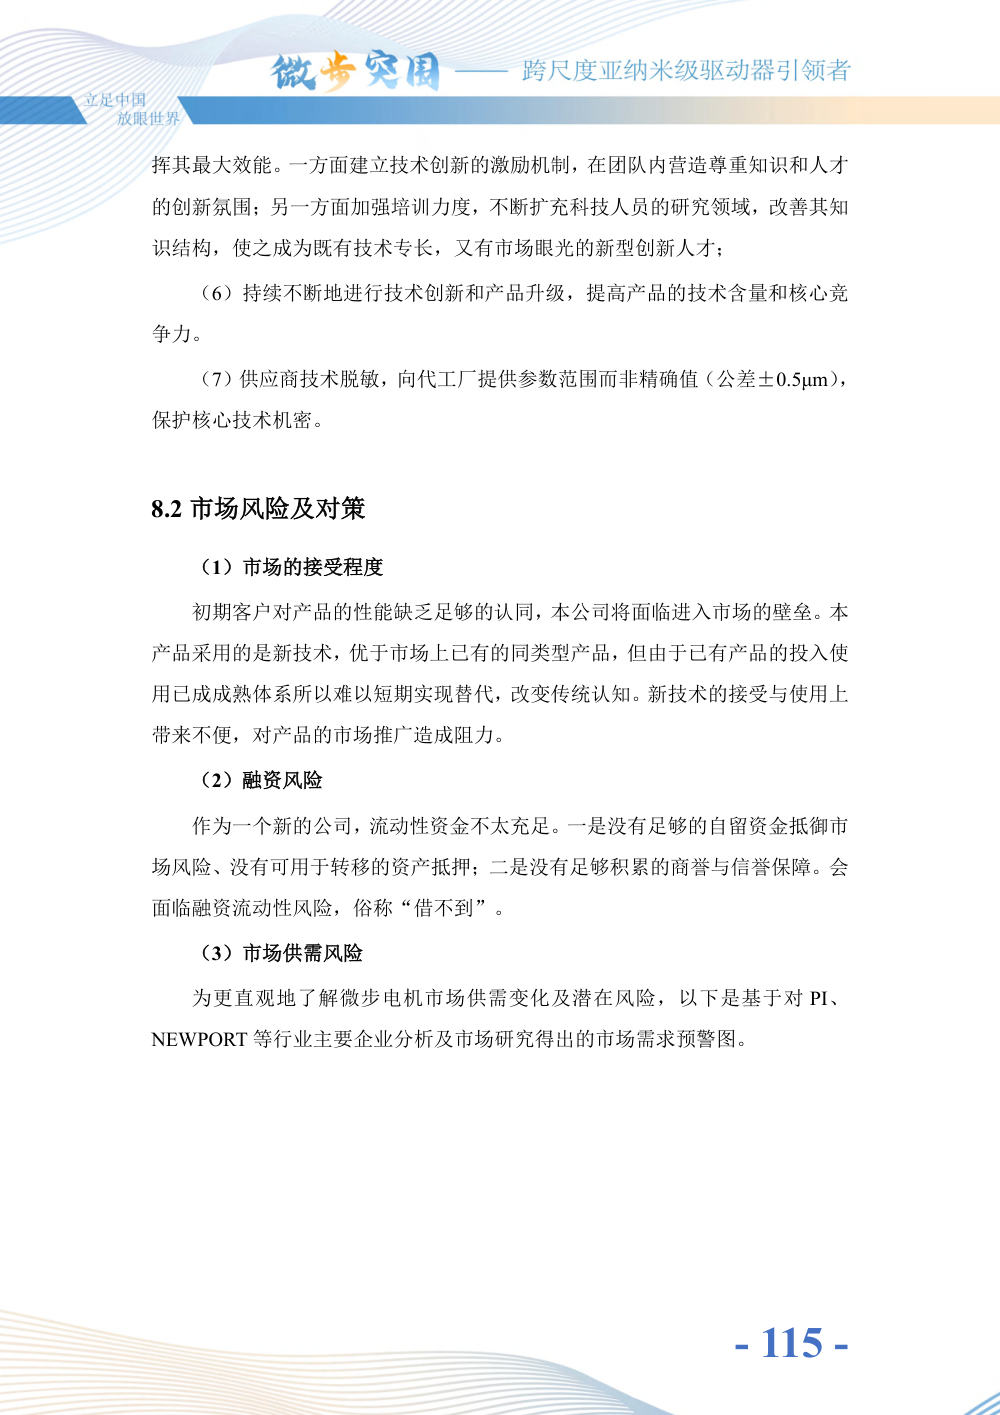 微步突围 —— 跨尺度亚纳米级驱动器引领者
立足中国
放眼世界
挥其最大效能。一方面建立技术创新的激励机制，在团队内营造尊重知识和人才
的创新氛围；另一方面加强培训力度，不断扩充科技人员的研究领域，改善其知
识结构，使之成为既有技术专长，又有市场眼光的新型创新人才；
（6）持续不断地进行技术创新和产品升级，提高产品的技术含量和核心竞
争力。
（7）供应商技术脱敏，向代工厂提供参数范围而非精确值（公差±0.5μm），
保护核心技术机密。
8.2 市场风险及对策
（1）市场的接受程度
初期客户对产品的性能缺乏足够的认同，本公司将面临进入市场的壁垒。本
产品采用的是新技术，优于市场上已有的同类型产品，但由于已有产品的投入使
用已成成熟体系所以难以短期实现替代，改变传统认知。新技术的接受与使用上
带来不便，对产品的市场推广造成阻力。
（2）融资风险
作为一个新的公司，流动性资金不太充足。一是没有足够的自留资金抵御市
场风险、没有可用于转移的资产抵押；二是没有足够积累的商誉与信誉保障。会
面临融资流动性风险，俗称“借不到”。
（3）市场供需风险
为更直观地了解微步电机市场供需变化及潜在风险，以下是基于对 PI、
NEWPORT 等行业主要企业分析及市场研究得出的市场需求预警图。
- 115 -